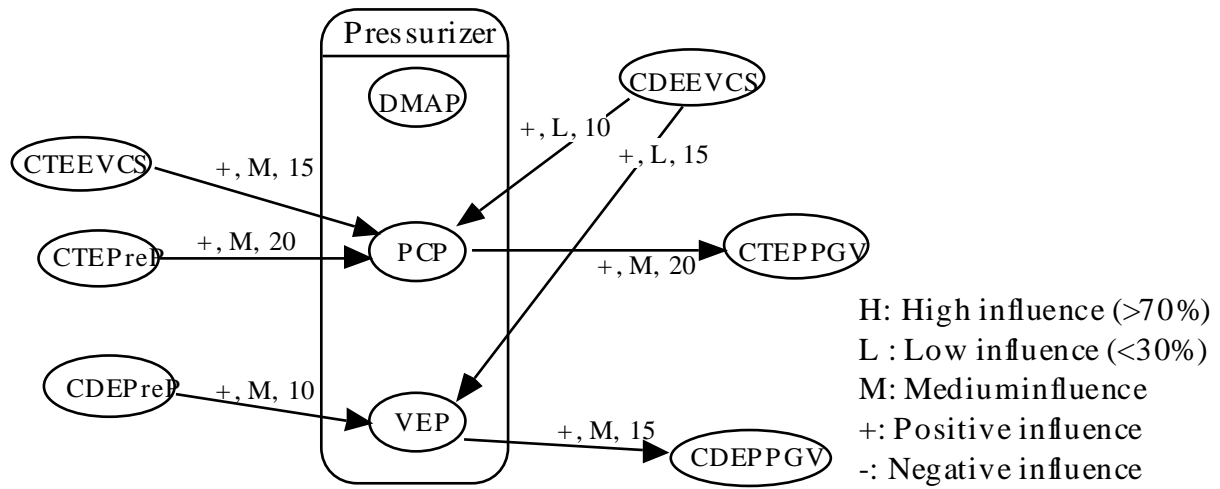 Pressurizer
DMAP
CDEEVCS
+, L, 10
+, L, 15
CTEEVCS
+, M, 15
CTEPreP
+, M, 20
PCP
+, M, 20
CTEPPGV
CDEPreP
+, M, 10
VEP
+, M, 15
CDEPPGV
H: High influence (>70%)
L : Low influence (<30%)
M: Mediuminfluence
+: Positive influence
-: Negative influence